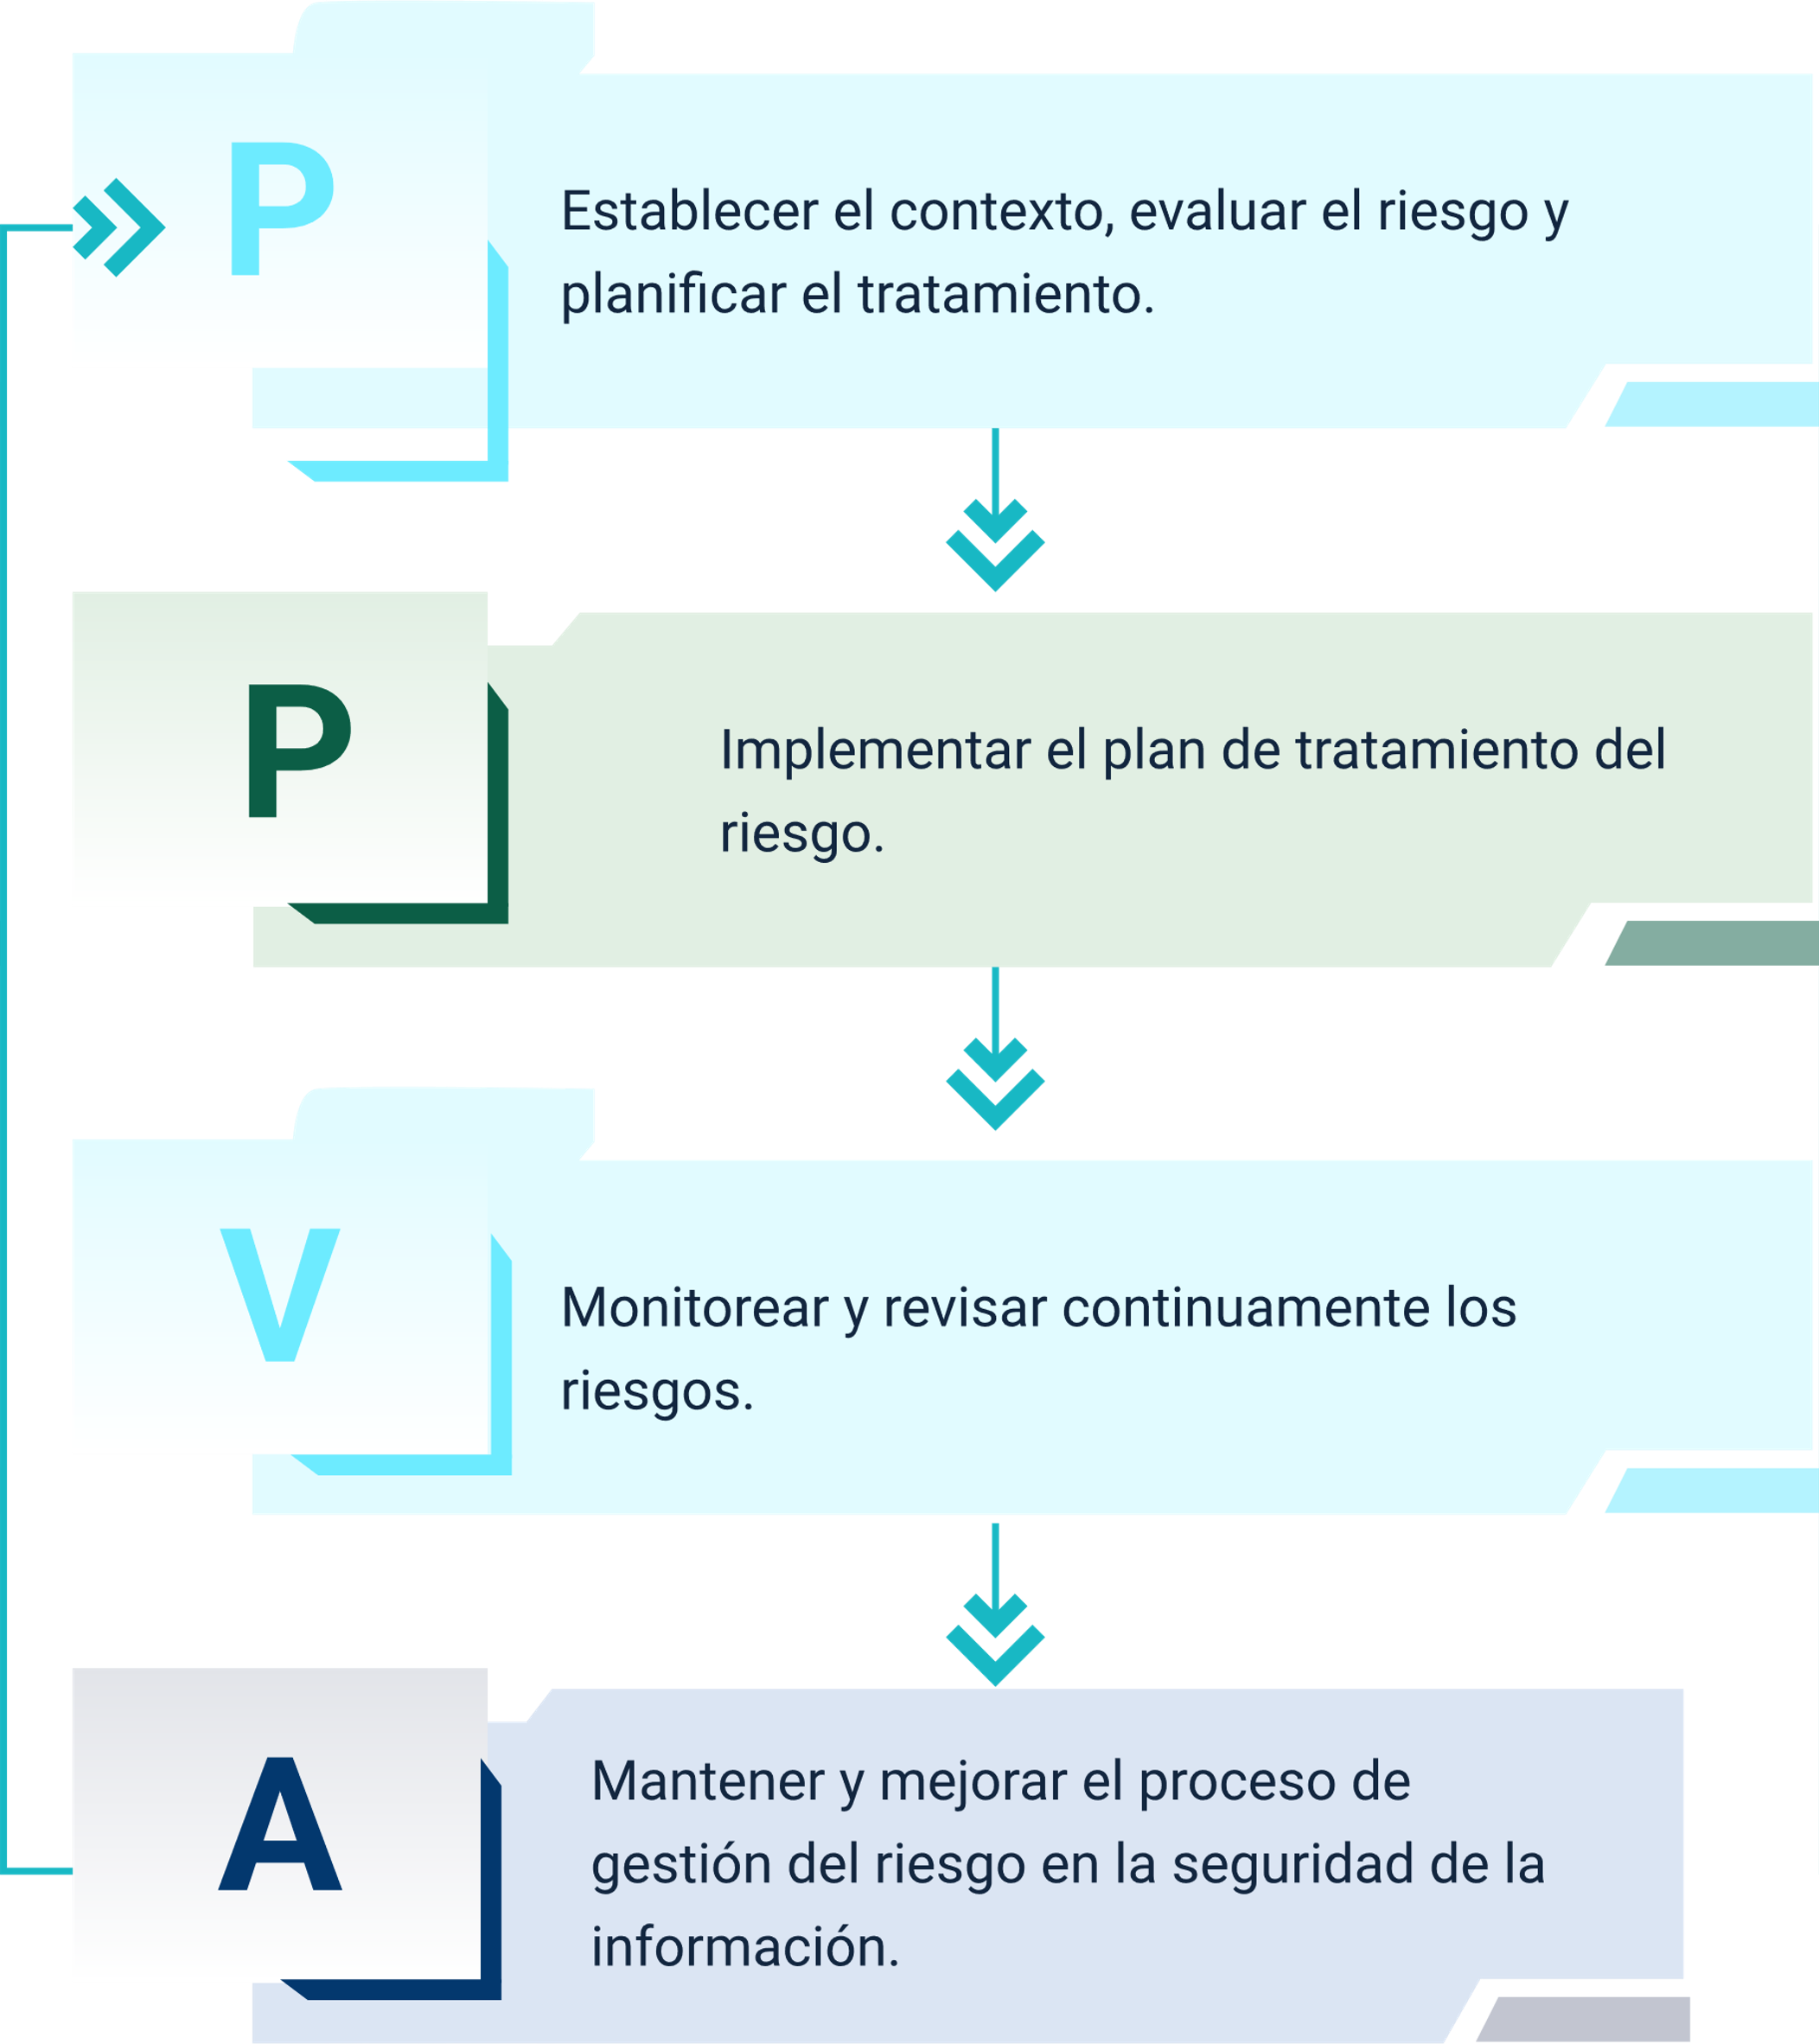 P
Establecer el contexto, evaluar el riesgo y
planificar el tratamiento.
P
Implementar el plan de tratamiento del
riesgo.
V
Monitorear y revisar continuamente los
riesgos.
A
Mantener y mejorar el proceso de
gestión del riesgo en la seguridad de la
información.